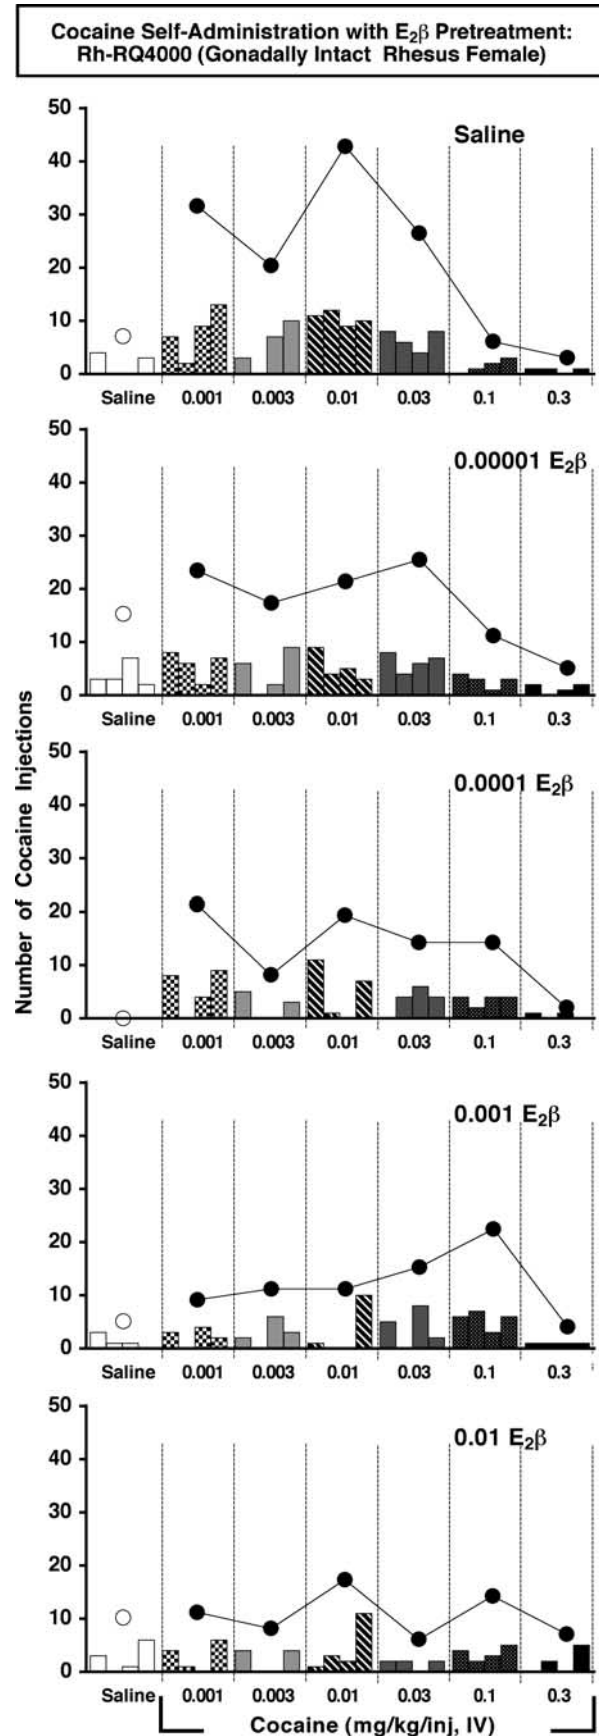 Cocaine Self-Administration with E₂β Pretreatment:
Rh-RQ4000 (Gonadally Intact Rhesus Female)
Number of Cocaine Injections
50
Saline
40
30
20
10
0
Saline 0.001 0.003 0.01 0.03 0.1 0.3
50
0.00001 E₂β
40
30
20
10
0
Saline 0.001 0.003 0.01 0.03 0.1 0.3
50
0.0001 E₂β
40
30
20
10
0
Saline 0.001 0.003 0.01 0.03 0.1 0.3
50
0.001 E₂β
40
30
20
10
0
Saline 0.001 0.003 0.01 0.03 0.1 0.3
50
0.01 E₂β
40
30
20
10
0
Saline 0.001 0.003 0.01 0.03 0.1 0.3
Cocaine (mg/kg/inj, IV)